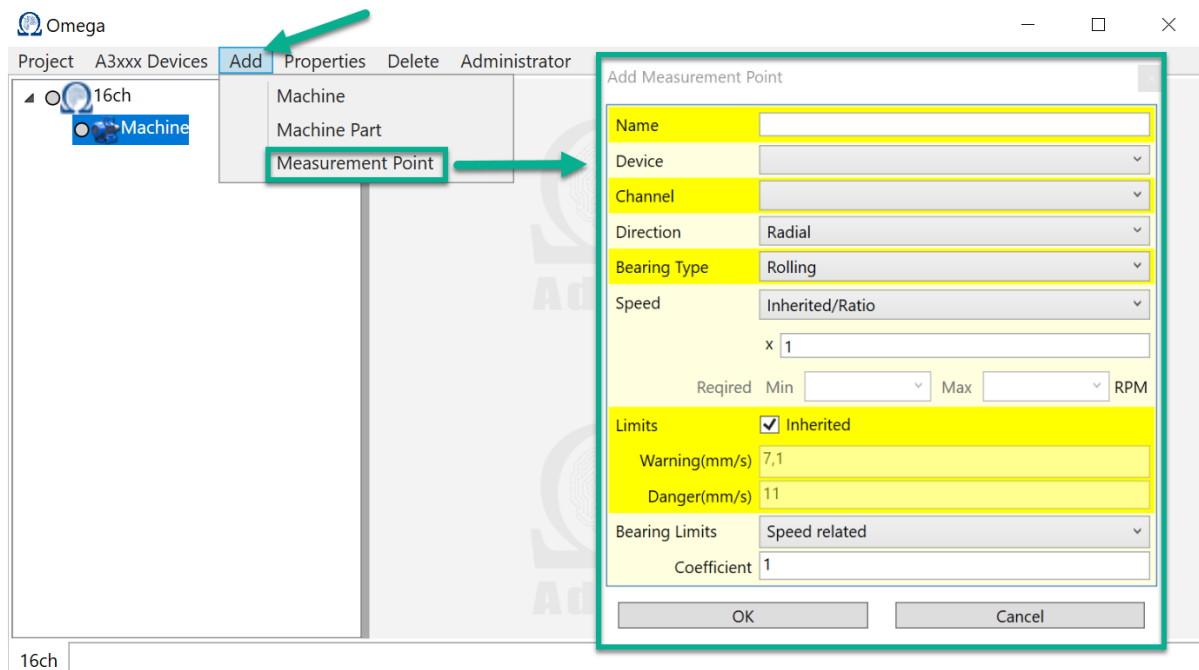 Omega
Project A3xxx Devices Add Properties Delete Administrator
16ch
Machine
Machine
Machine Part
Measurement Point
Add Measurement Point
Name
Device
Channel
Direction Radial
Bearing Type Rolling
Speed Inherited/Ratio
x 1
Reqired Min Max RPM
Limits Inherited
Warning(mm/s) 7,1
Danger(mm/s) 11
Bearing Limits Speed related
Coefficient 1
OK Cancel
Ad
Ad
16ch